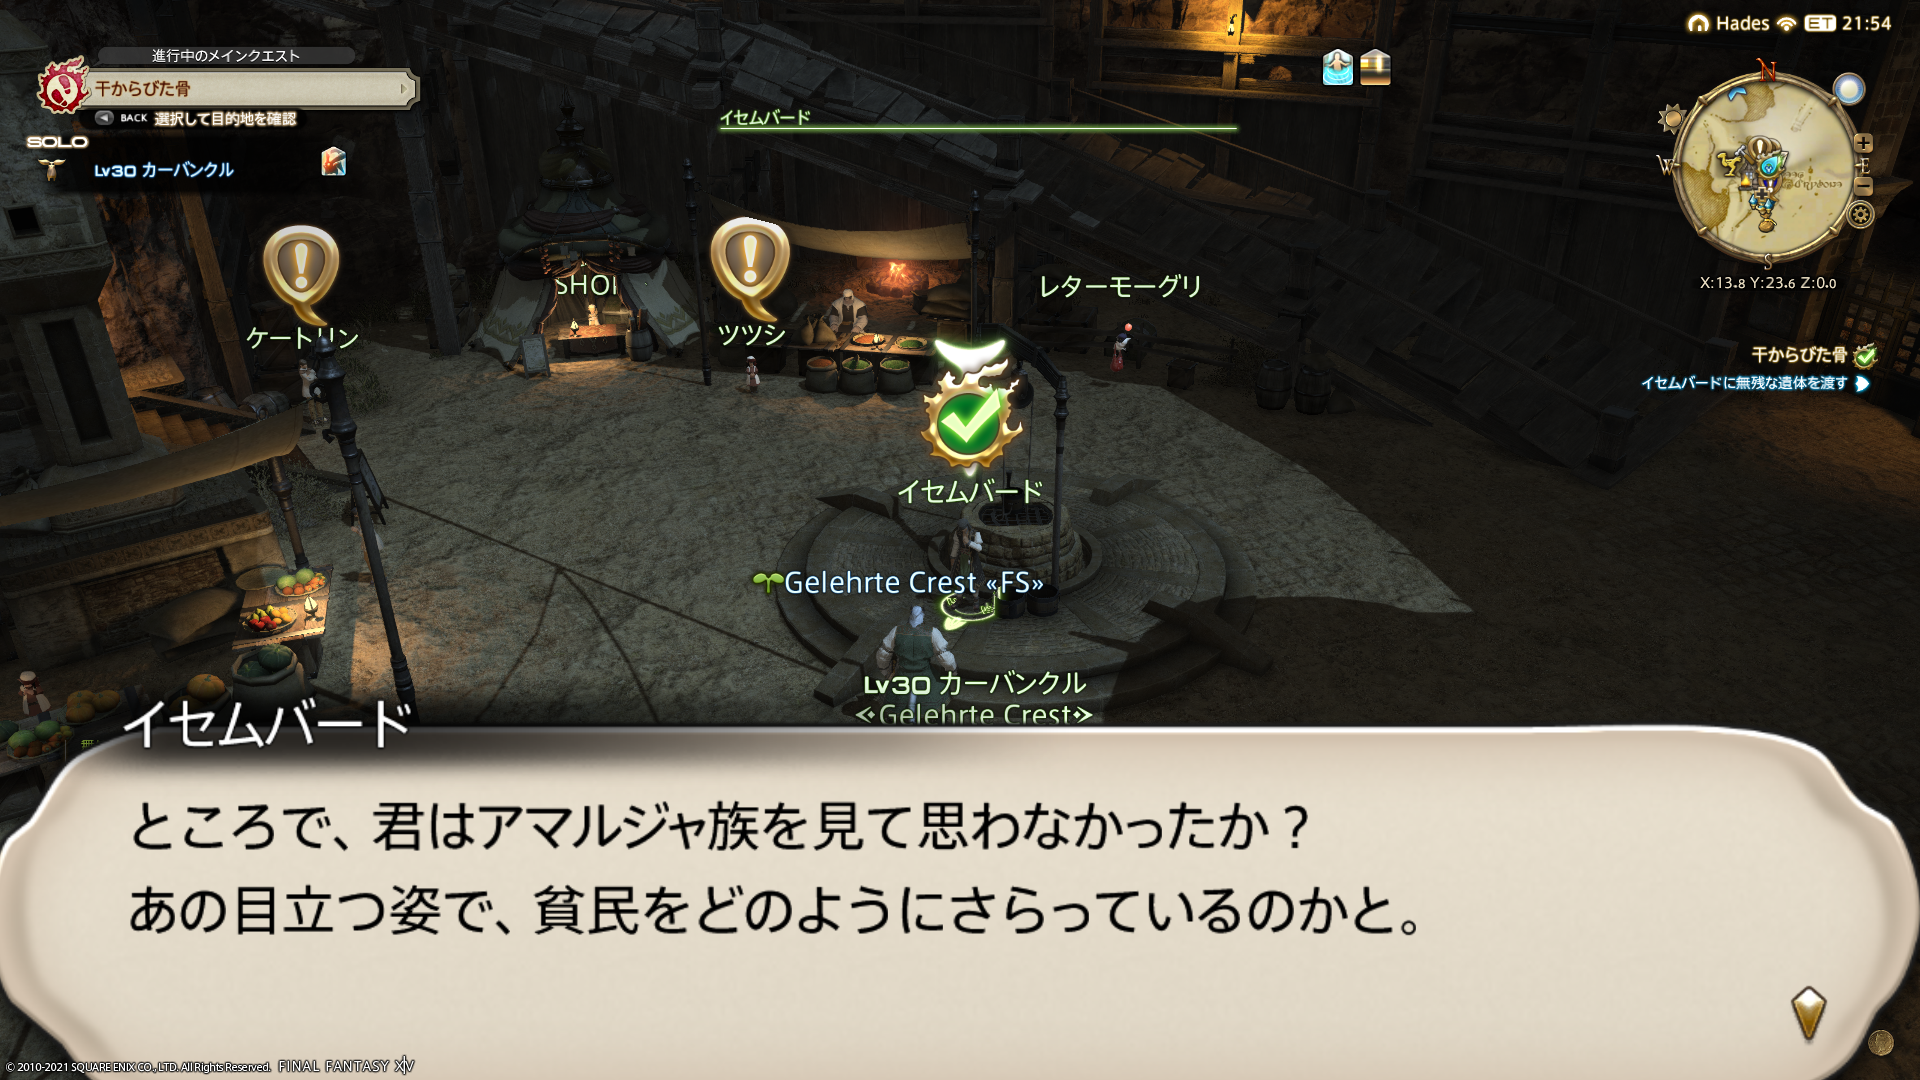 Hades ET 21:54
進行中のメインクエスト
干からびた骨
BACK 選択して目的地を確認
SOLO
Lv30 カーバンクル
イセムバード
N
W
E
S
X:13.8 Y:23.6 Z:0.0
干からびた骨
イセムバードに無残な遺体を渡す
SHOP
レターモーグリ
ケートリン
ツツシ
イセムバード
Gelehrte Crest «FS»
Lv30 カーバンクル
Gelehrte Crest
イセムバード
ところで、君はアマルジャ族を見て思わなかったか？
あの目立つ姿で、貧民をどのようにさらっているのかと。
© 2010-2021 SQUARE ENIX CO., LTD. All Rights Reserved. FINAL FANTASY XIV